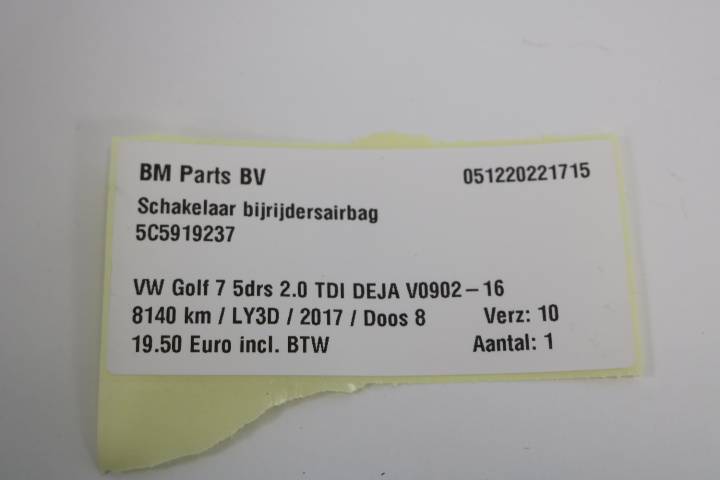 BM Parts BV 051220221715
Schakelaar bijrijdersairbag
5C5919237
VW Golf 7 5drs 2.0 TDI DEJA V0902-16
8140 km / LY3D / 2017 / Doos 8 Verz: 10
19.50 Euro incl. BTW Aantal: 1